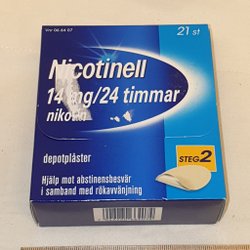 21 st
Nicotinell
14 mg/24 timmar
nikotin
depotplåster
STEG 2
Hjälp mot abstinensbesvär
i samband med rökavvänjning